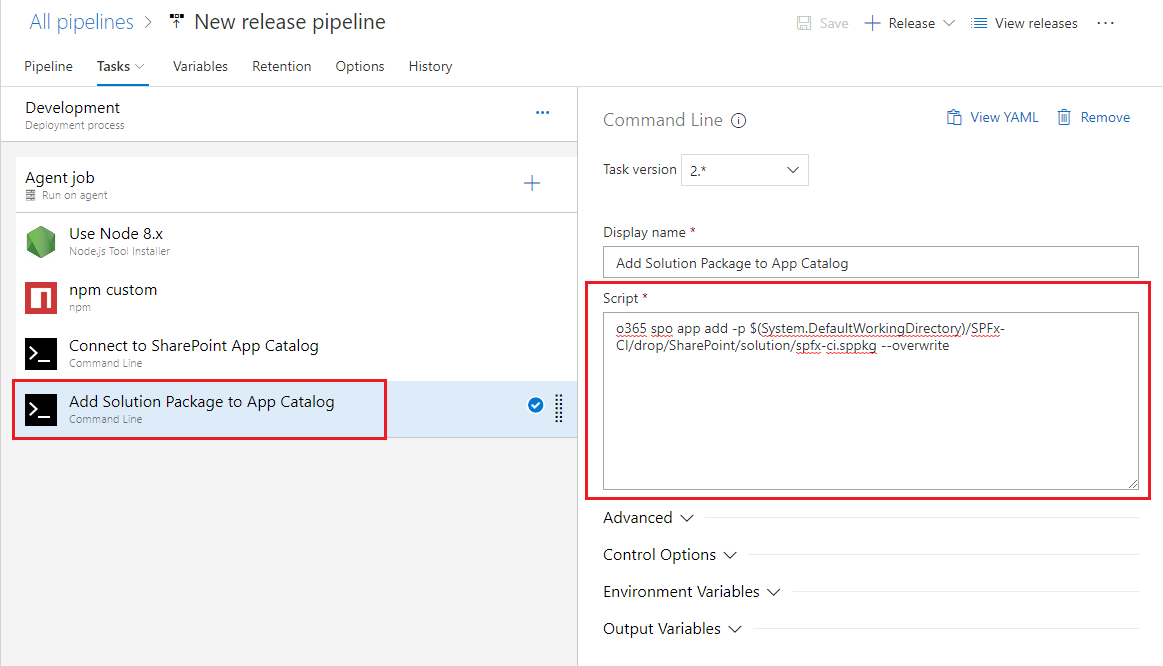 All pipelines > New release pipeline
Save + Release View releases ...
Pipeline Tasks Variables Retention Options History
Development
Deployment process
Agent job
Run on agent
Use Node 8.x
Node.js Tool Installer
npm custom
npm
Connect to SharePoint App Catalog
Command Line
Add Solution Package to App Catalog
Command Line
Command Line
View YAML Remove
Task version 2.*
Display name *
Add Solution Package to App Catalog
Script *
o365 spo app add -p $(System.DefaultWorkingDirectory)/SPFx-
CI/drop/SharePoint/solution/spfx-ci.sppkg --overwrite
Advanced
Control Options
Environment Variables
Output Variables